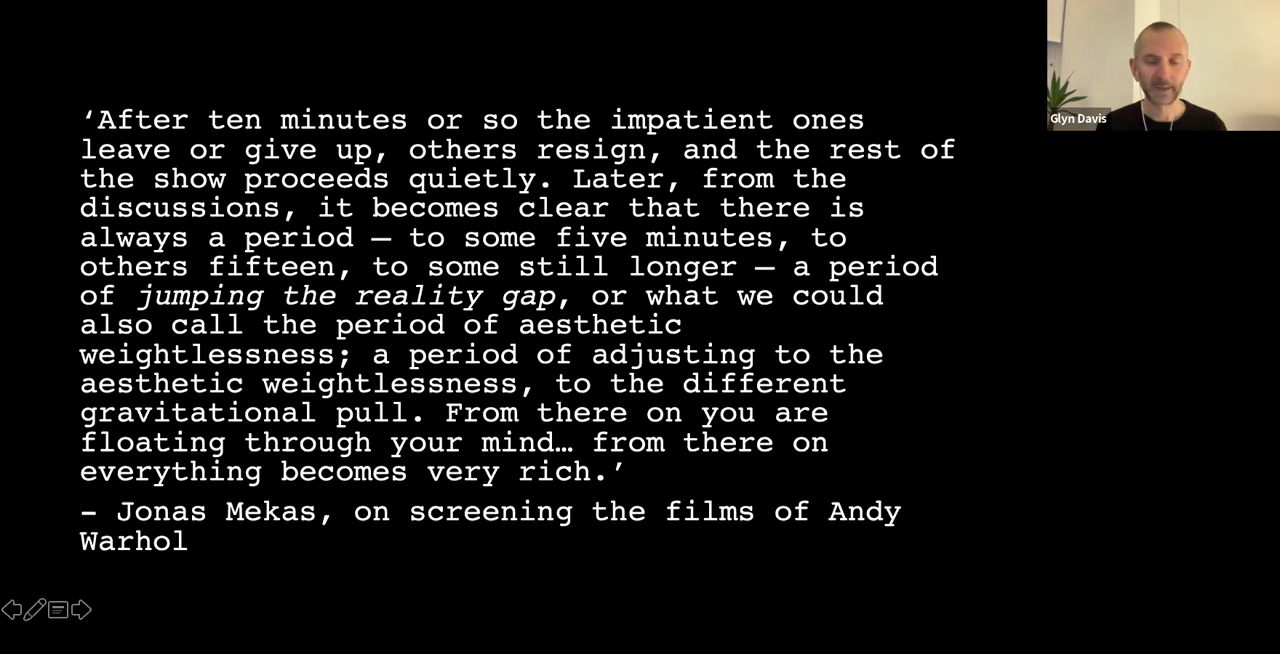 ‘After ten minutes or so the impatient ones
leave or give up, others resign, and the rest of
the show proceeds quietly. Later, from the
discussions, it becomes clear that there is
always a period – to some five minutes, to
others fifteen, to some still longer – a period
of jumping the reality gap, or what we could
also call the period of aesthetic
weightlessness; a period of adjusting to the
aesthetic weightlessness, to the different
gravitational pull. From there on you are
floating through your mind… from there on
everything becomes very rich.’
– Jonas Mekas, on screening the films of Andy
Warhol
Glyn Davis